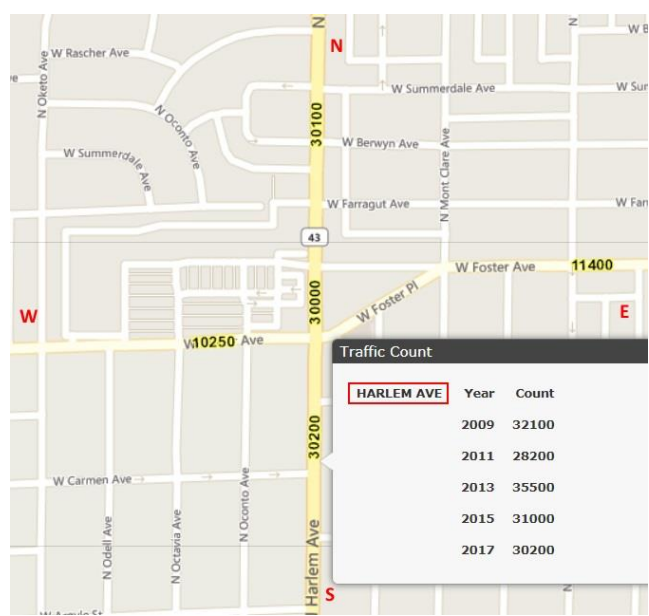 N
N
N
W Rascher Ave
N Oketo Ave
N Oconto Ave
W Summerdale Ave
30100
W Summerdale Ave
W Berwyn Ave
N Mont Clare Ave
W Farragut Ave
43
W Foster Ave
11400
W
30000
W Foster Pl
E
10250
Ave
Traffic Count
HARLEM AVE Year Count
2009 32100
2011 28200
2013 35500
2015 31000
2017 30200
30200
W Carmen Ave
N Odell Ave
N Octavia Ave
N Oconto Ave
N Harlem Ave
S